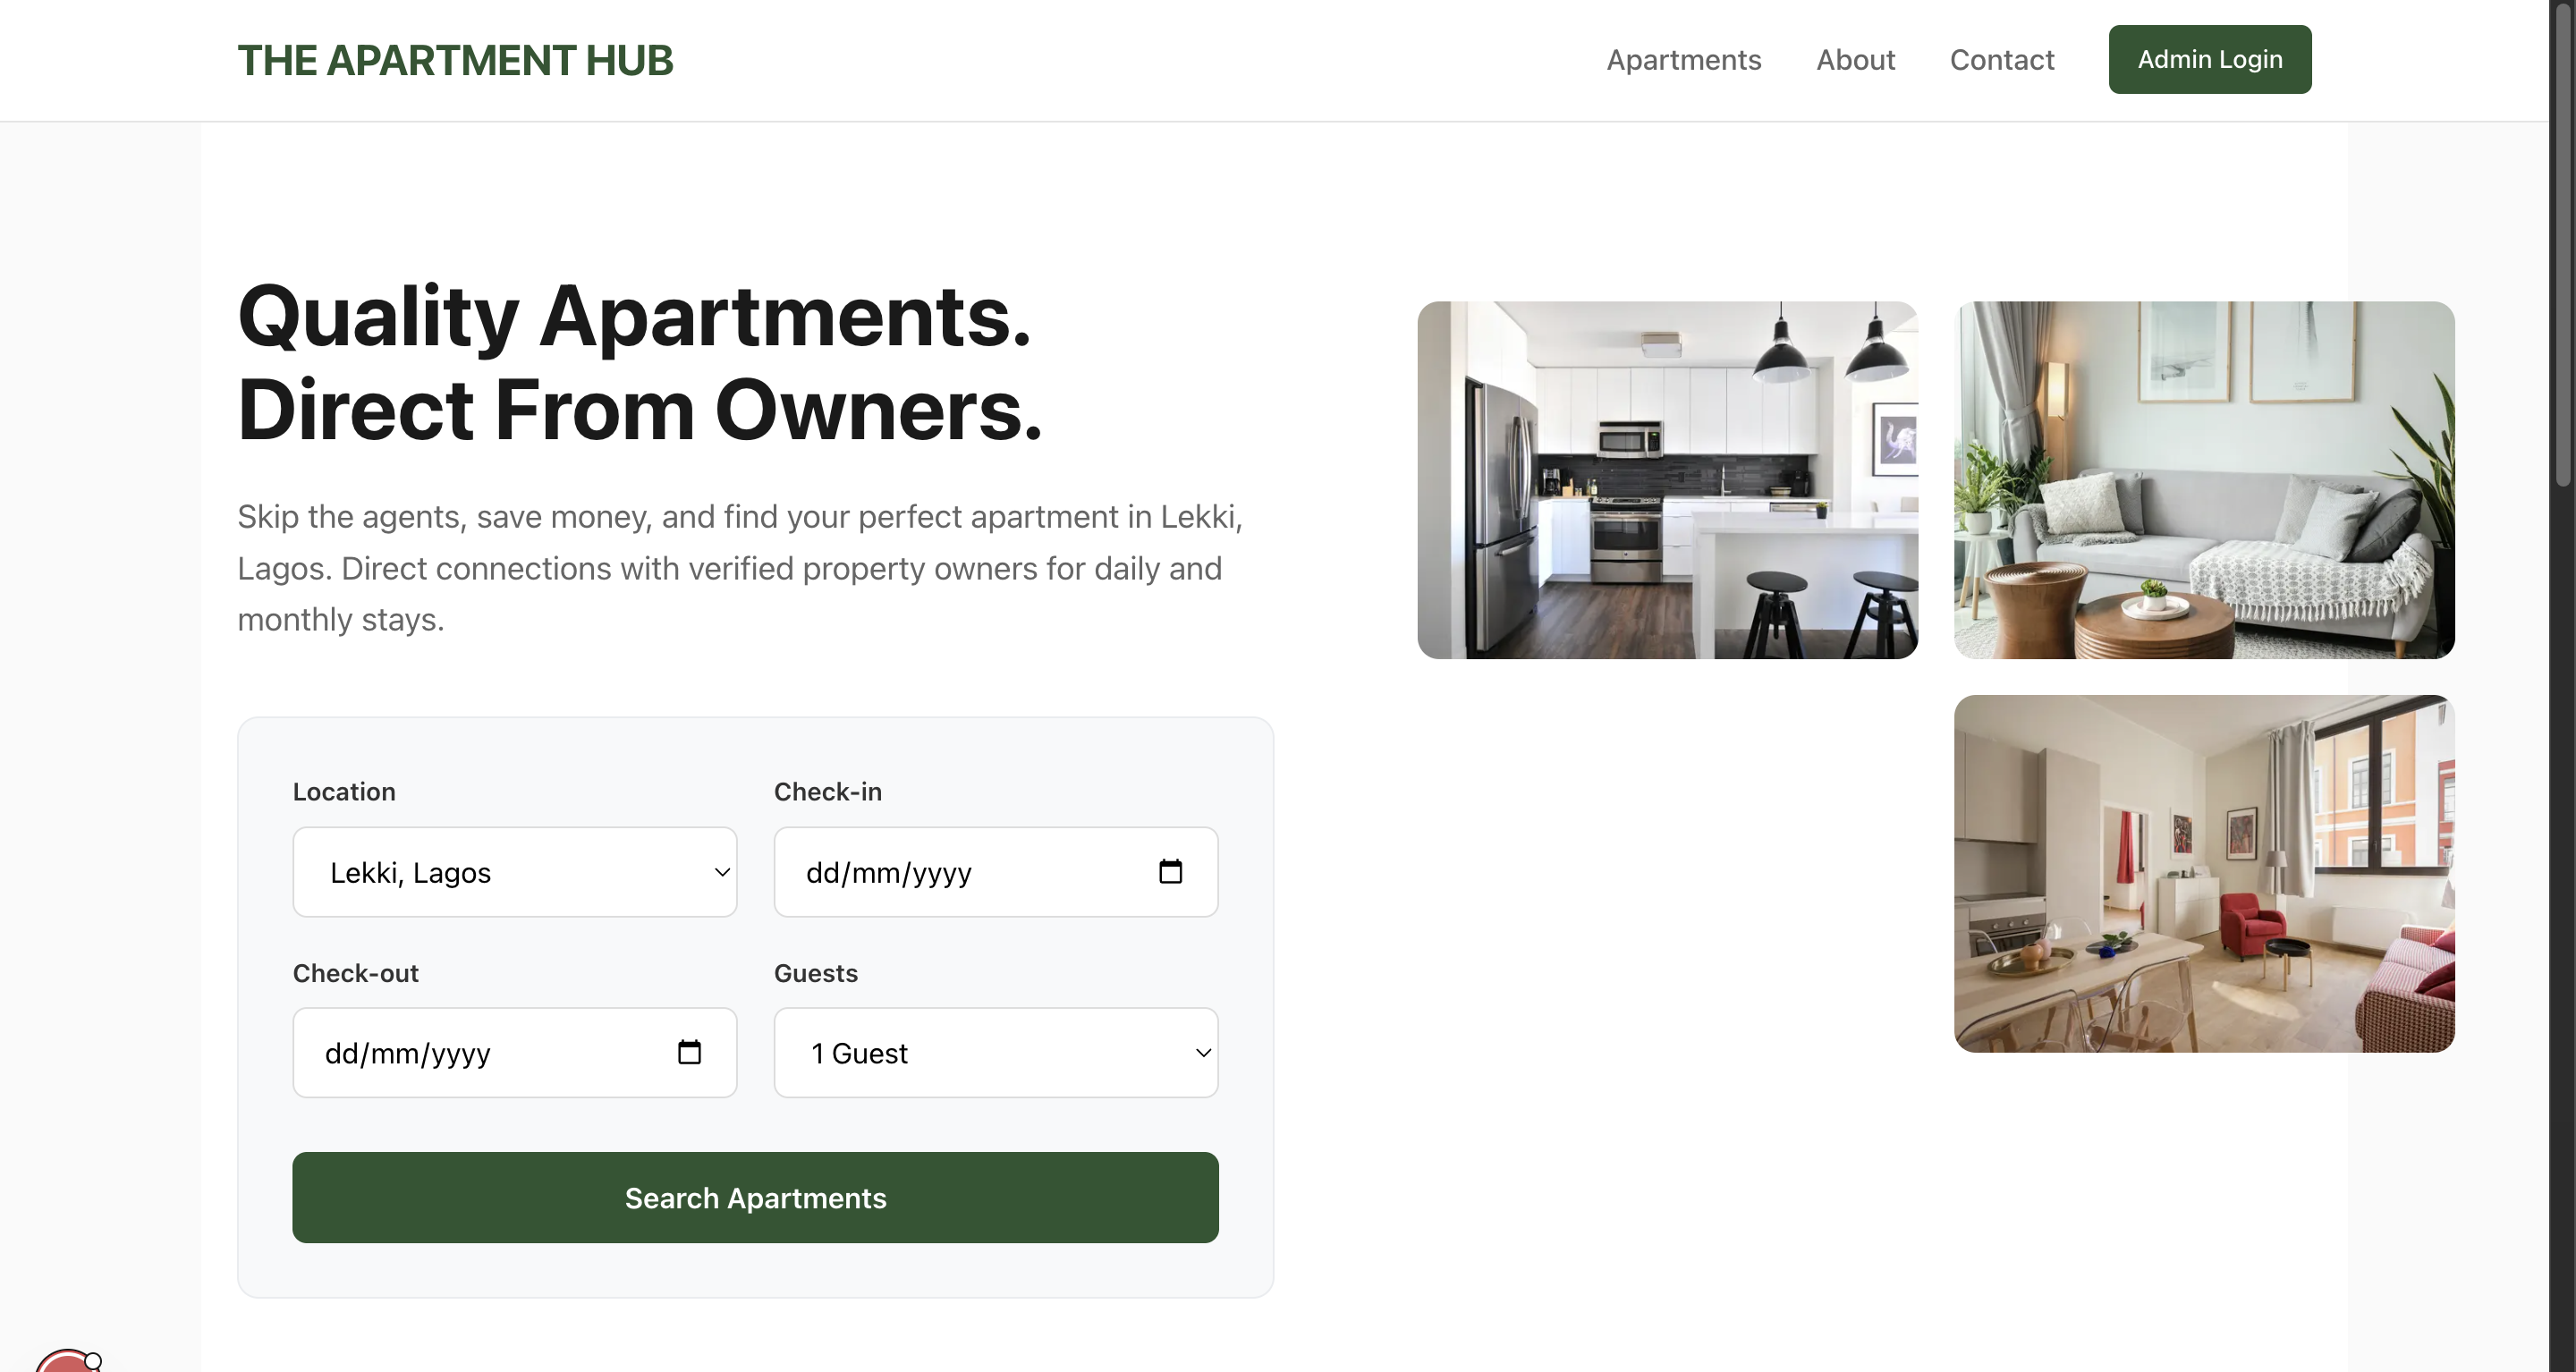 THE APARTMENT HUB
Apartments
About
Contact
Admin Login
Quality Apartments.
Direct From Owners.
Skip the agents, save money, and find your perfect apartment in Lekki,
Lagos. Direct connections with verified property owners for daily and
monthly stays.
Location
Check-in
Lekki, Lagos
dd/mm/yyyy
Check-out
Guests
dd/mm/yyyy
1 Guest
Search Apartments